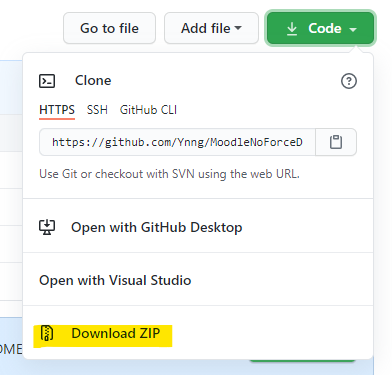 Go to file Add file Code
Clone
HTTPS SSH GitHub CLI
https://github.com/Ynng/MoodleNoForceD
Use Git or checkout with SVN using the web URL.
Open with GitHub Desktop
Open with Visual Studio
Download ZIP
OME